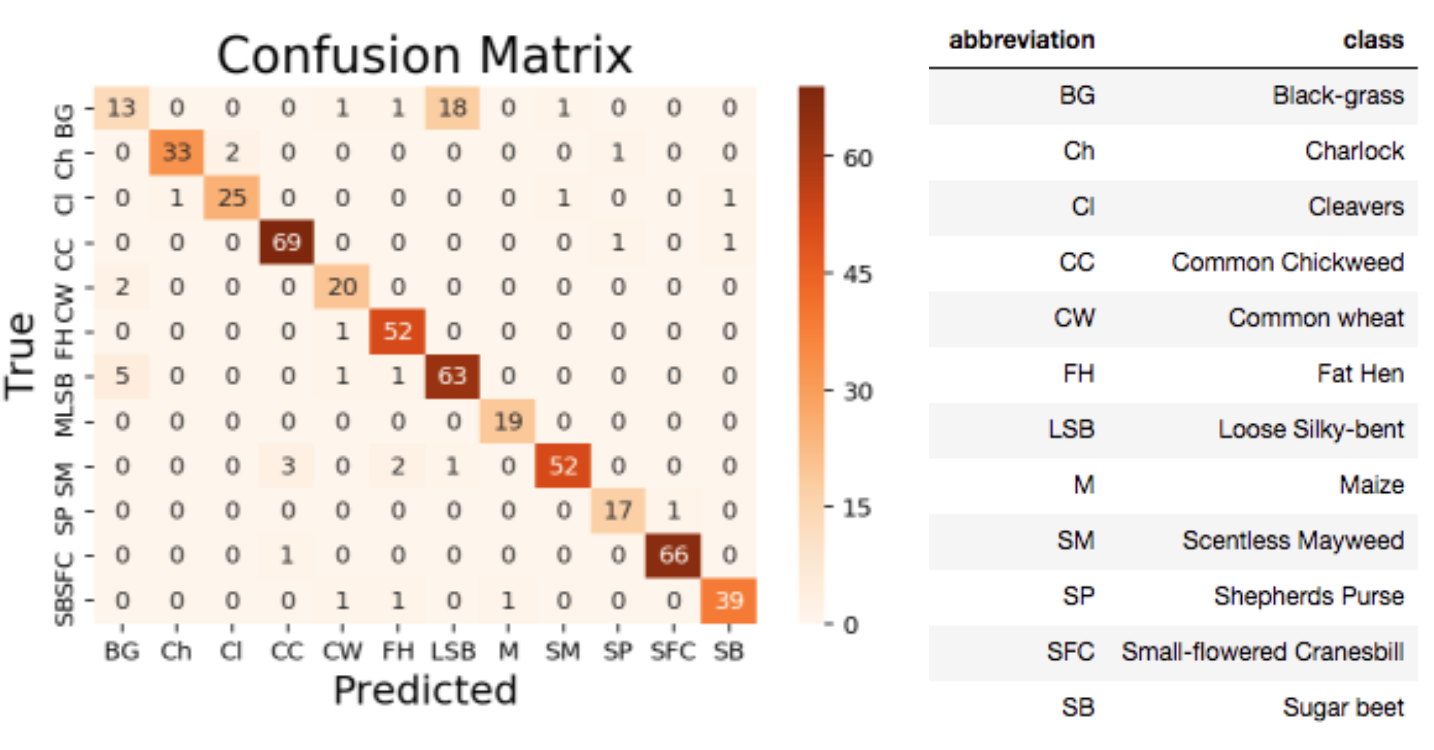 Confusion Matrix
BG 13 0 0 0 1 1 18 0 1 0 0 0
Ch 0 33 2 0 0 0 0 0 0 1 0 0
Cl 0 1 25 0 0 0 0 0 1 0 0 1
CC 0 0 0 69 0 0 0 0 0 1 0 1
CW 2 0 0 0 20 0 0 0 0 0 0 0
FH 0 0 0 0 1 52 0 0 0 0 0 0
LSB 5 0 0 0 1 1 63 0 0 0 0 0
M 0 0 0 0 0 0 0 19 0 0 0 0
SM 0 0 0 3 0 2 1 0 52 0 0 0
SP 0 0 0 0 0 0 0 0 0 17 1 0
SFC 0 0 0 1 0 0 0 0 0 0 66 0
SB 0 0 0 0 1 1 0 1 0 0 0 39
BG Ch Cl CC CW FH LSB M SM SP SFC SB
Predicted
True
60
45
30
15
0
abbreviation class
BG Black-grass
Ch Charlock
Cl Cleavers
CC Common Chickweed
CW Common wheat
FH Fat Hen
LSB Loose Silky-bent
M Maize
SM Scentless Mayweed
SP Shepherds Purse
SFC Small-flowered Cranesbill
SB Sugar beet